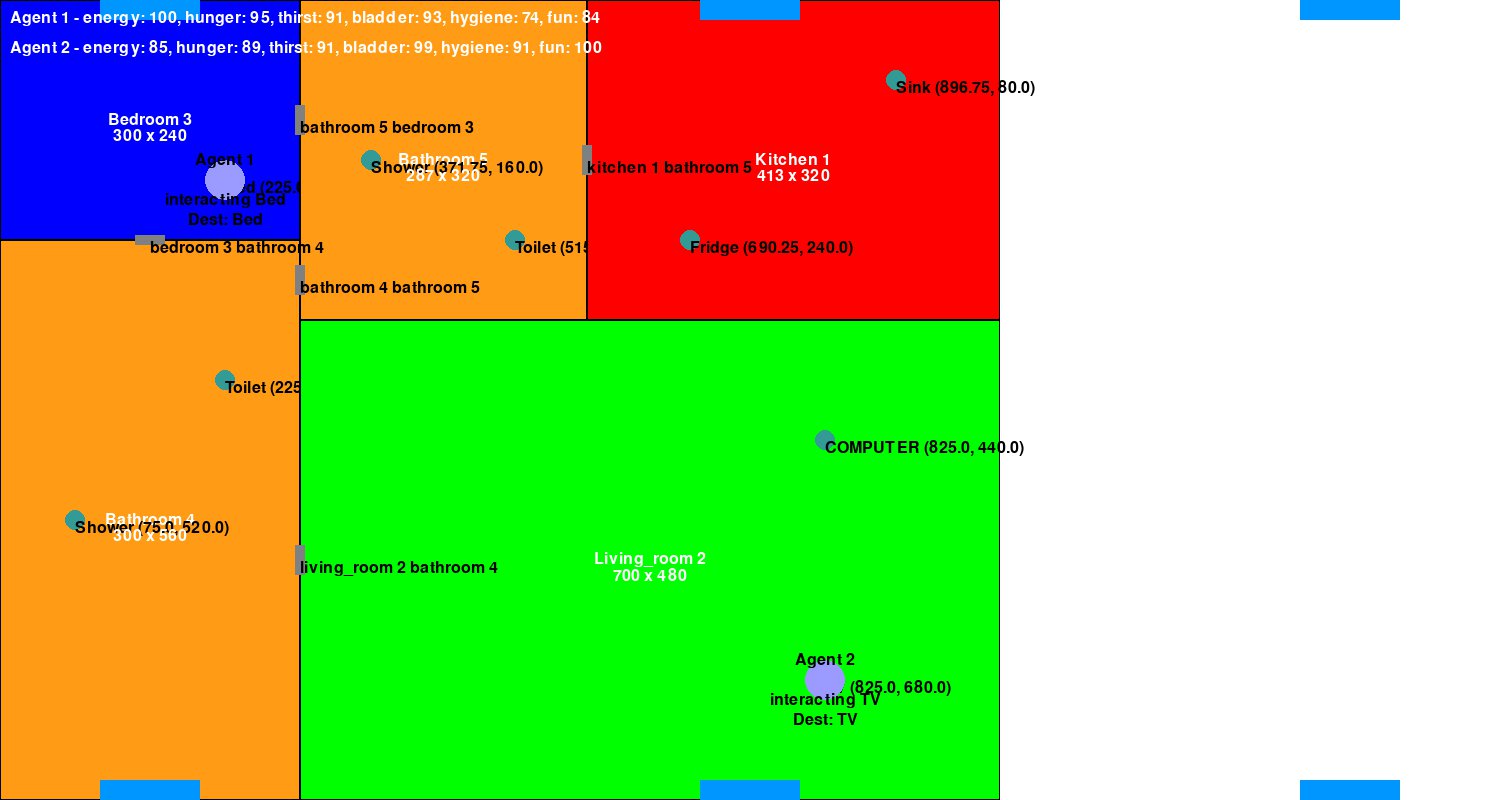 Agent 1 - energy: 100, hunger: 95, thirst: 91, bladder: 93, hygiene: 74, fun: 84
Agent 2 - energy: 85, hunger: 89, thirst: 91, bladder: 99, hygiene: 91, fun: 100
Sink (896.75, 80.0)
Bedroom 3
300 x 240
bathroom 5 bedroom 3
Agent 1
interacting Bed
Dest: Bed
Bathroom 5
287 x 320
Shower (371.75, 160.0)
kitchen 1 bathroom 5
Kitchen 1
413 x 320
bedroom 3 bathroom 4
Toilet (515
Fridge (690.25, 240.0)
bathroom 4 bathroom 5
Toilet (225
COMPUTER (825.0, 440.0)
Bathroom 4
300 x 560
Shower (75.0, 520.0)
living_room 2 bathroom 4
Living_room 2
700 x 480
Agent 2
(825.0, 680.0)
interacting TV
Dest: TV